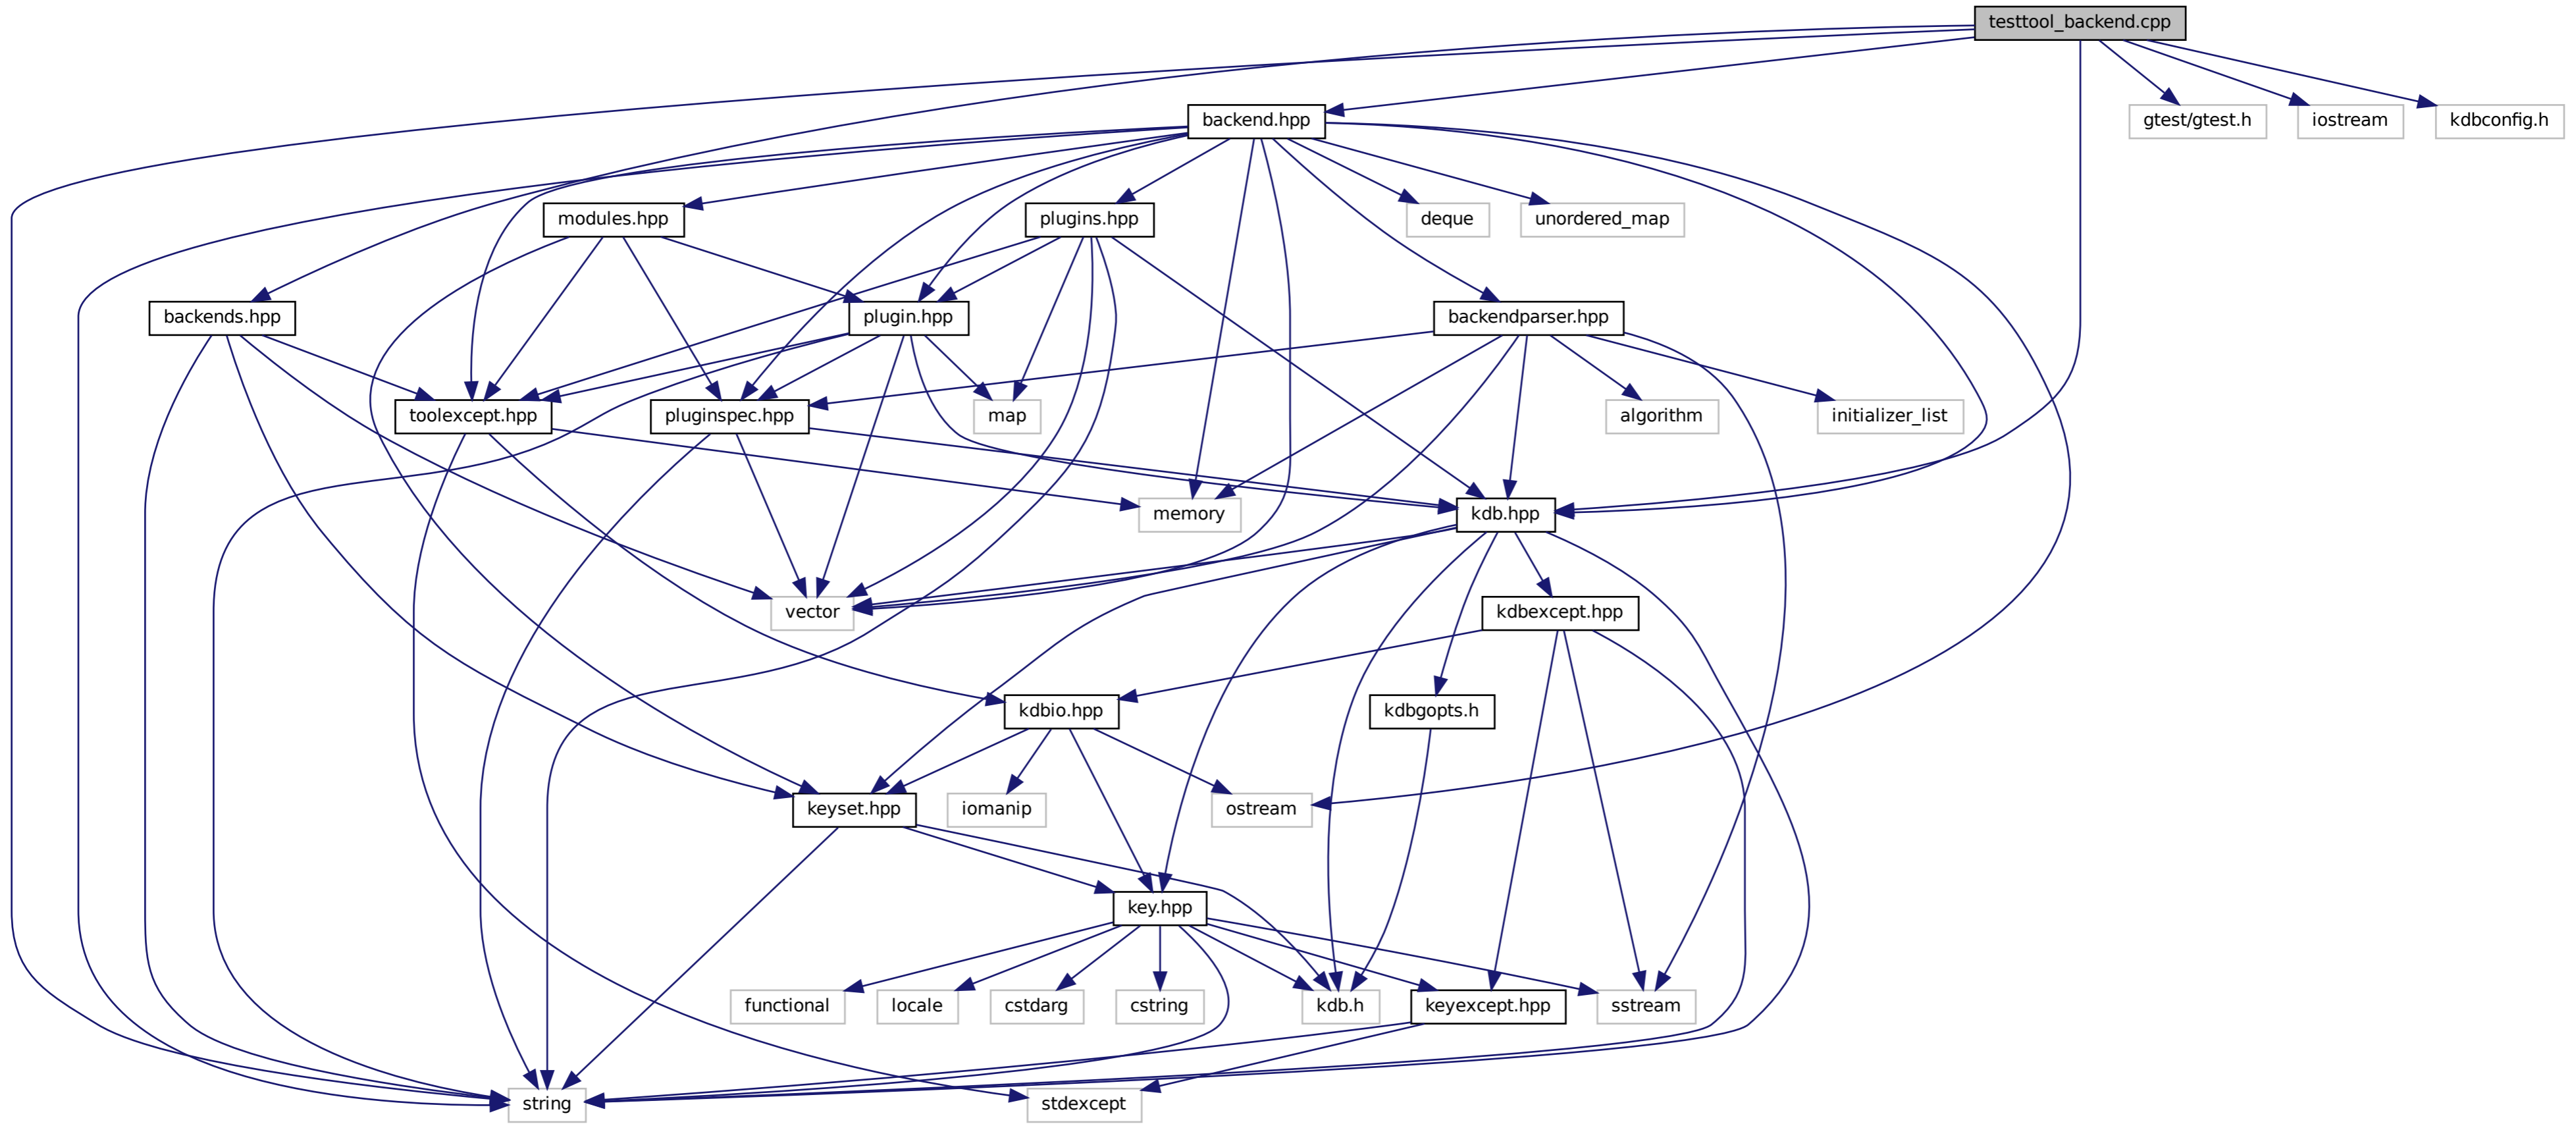 testtool_backend.cpp
backend.hpp
gtest/gtest.h
iostream
kdbconfig.h
modules.hpp
plugins.hpp
deque
unordered_map
backends.hpp
plugin.hpp
backendparser.hpp
toolexcept.hpp
pluginspec.hpp
map
algorithm
initializer_list
memory
kdb.hpp
vector
kdbexcept.hpp
kdbio.hpp
kdbgopts.h
keyset.hpp
iomanip
ostream
key.hpp
functional
locale
cstdarg
cstring
kdb.h
keyexcept.hpp
sstream
string
stdexcept